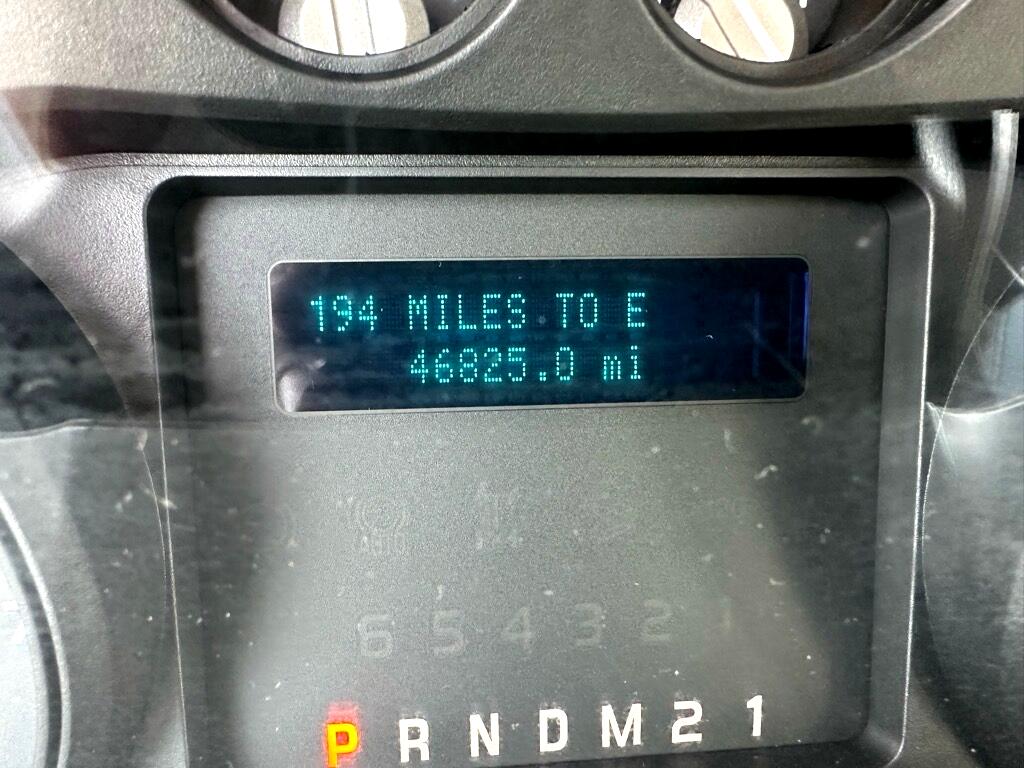 194 MILES TO E
46825.0 mi
6 5 4 3 2 1
P R N D M 2 1